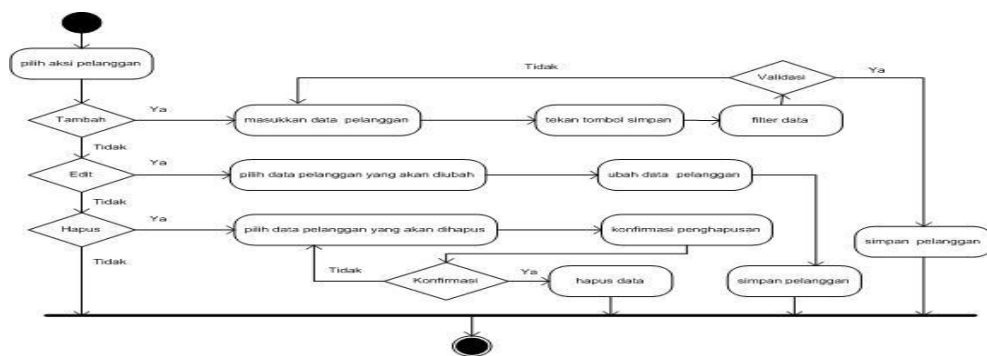 pilih aksi pelanggan
Tidak
Validasi
Ya
Tambah
Ya
masukkan data pelanggan
tekan tombol simpan
filter data
Tidak
Edit
Ya
pilih data pelanggan yang akan diubah
ubah data pelanggan
Tidak
Hapus
Ya
pilih data pelanggan yang akan dihapus
konfirmasi penghapusan
simpan pelanggan
Tidak
Tidak
Konfirmasi
Ya
hapus data
simpan pelanggan